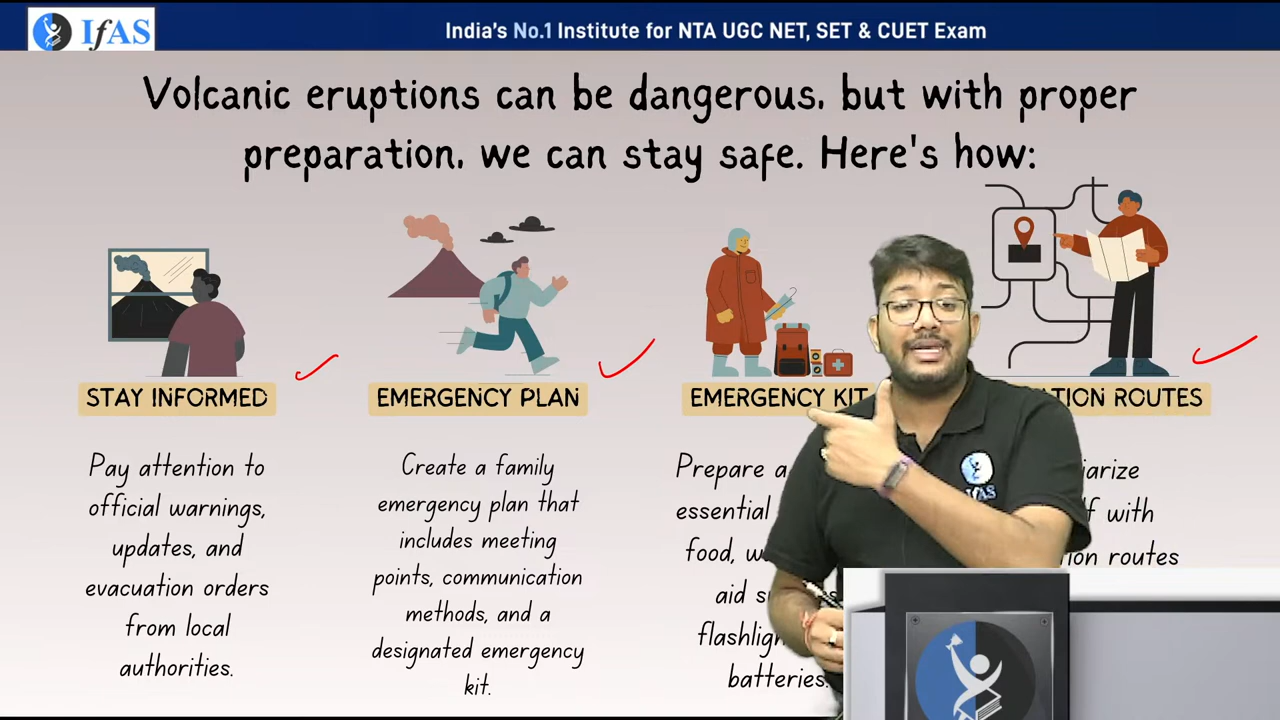 IfAS
India's No.1 Institute for NTA UGC NET, SET & CUET Exam
Volcanic eruptions can be dangerous, but with proper
preparation, we can stay safe. Here's how:
STAY INFORMED
Pay attention to
official warnings,
updates, and
evacuation orders
from local
authorities.
EMERGENCY PLAN
Create a family
emergency plan that
includes meeting
points, communication
methods, and a
designated emergency
kit.
EMERGENCY KIT
Prepare a
essential
food,
aid
batteries.
ROUTES
with
routes
IfAS